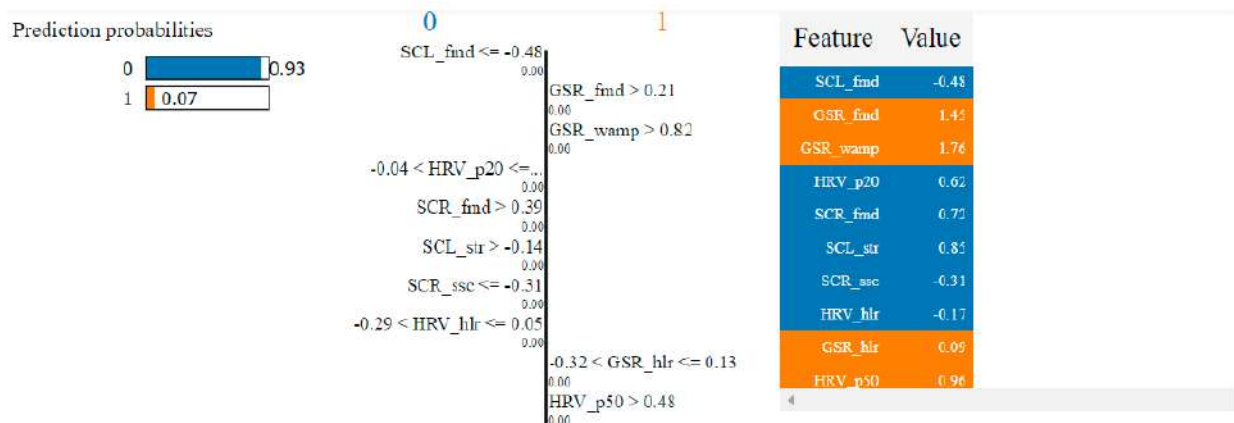 Prediction probabilities
0 0.93
1 0.07
0 1
SCL_fmd <= -0.48
0.00
GSR_fmd > 0.21
0.00
GSR_wamp > 0.82
0.00
-0.04 < HRV_p20 <=...
0.00
SCR_fmd > 0.39
0.00
SCL_str > -0.14
0.00
SCR_ssc <= -0.31
0.00
-0.29 < HRV_hlr <= 0.05
0.00
-0.32 < GSR_hlr <= 0.13
0.00
HRV_p50 > 0.48
0.00
Feature Value
SCL_fmd -0.48
GSR_fmd 1.45
GSR_wamp 1.76
HRV_p20 0.62
SCR_fmd 0.72
SCL_str 0.85
SCR_ssc -0.31
HRV_hlr -0.17
GSR_hlr 0.09
HRV_p50 0.96